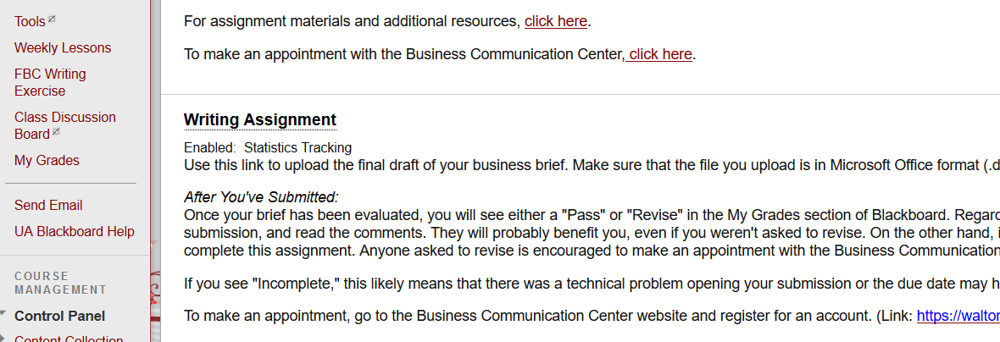 Tools
Weekly Lessons
FBC Writing
Exercise
Class Discussion
Board
My Grades
Send Email
UA Blackboard Help
COURSE
MANAGEMENT
Control Panel
Content Collection
For assignment materials and additional resources, click here.
To make an appointment with the Business Communication Center, click here.
Writing Assignment
Enabled: Statistics Tracking
Use this link to upload the final draft of your business brief. Make sure that the file you upload is in Microsoft Office format (.d
After You've Submitted:
Once your brief has been evaluated, you will see either a "Pass" or "Revise" in the My Grades section of Blackboard. Regar
submission, and read the comments. They will probably benefit you, even if you weren't asked to revise. On the other hand, i
complete this assignment. Anyone asked to revise is encouraged to make an appointment with the Business Communication
If you see "Incomplete," this likely means that there was a technical problem opening your submission or the due date may h
To make an appointment, go to the Business Communication Center website and register for an account. (Link: https://walton